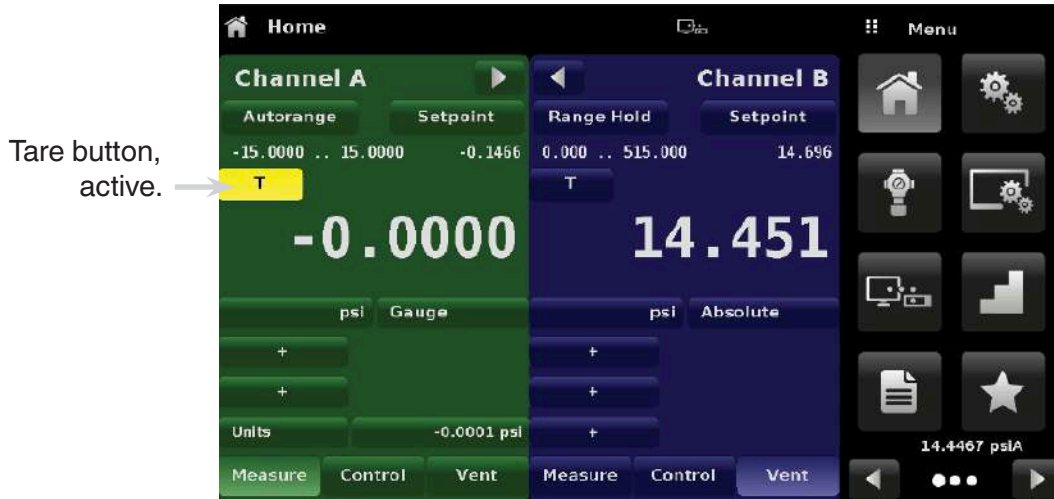 Home
Menu
Tare button,
active.
Channel A
Autorange Setpoint
-15.0000 .. 15.0000 -0.1466
T
-0.0000
psi Gauge
+
+
Units -0.0001 psi
Measure Control Vent
Channel B
Range Hold Setpoint
0.000 .. 515.000 14.696
T
14.451
psi Absolute
+
+
+
Measure Control Vent
14.4467 psiA